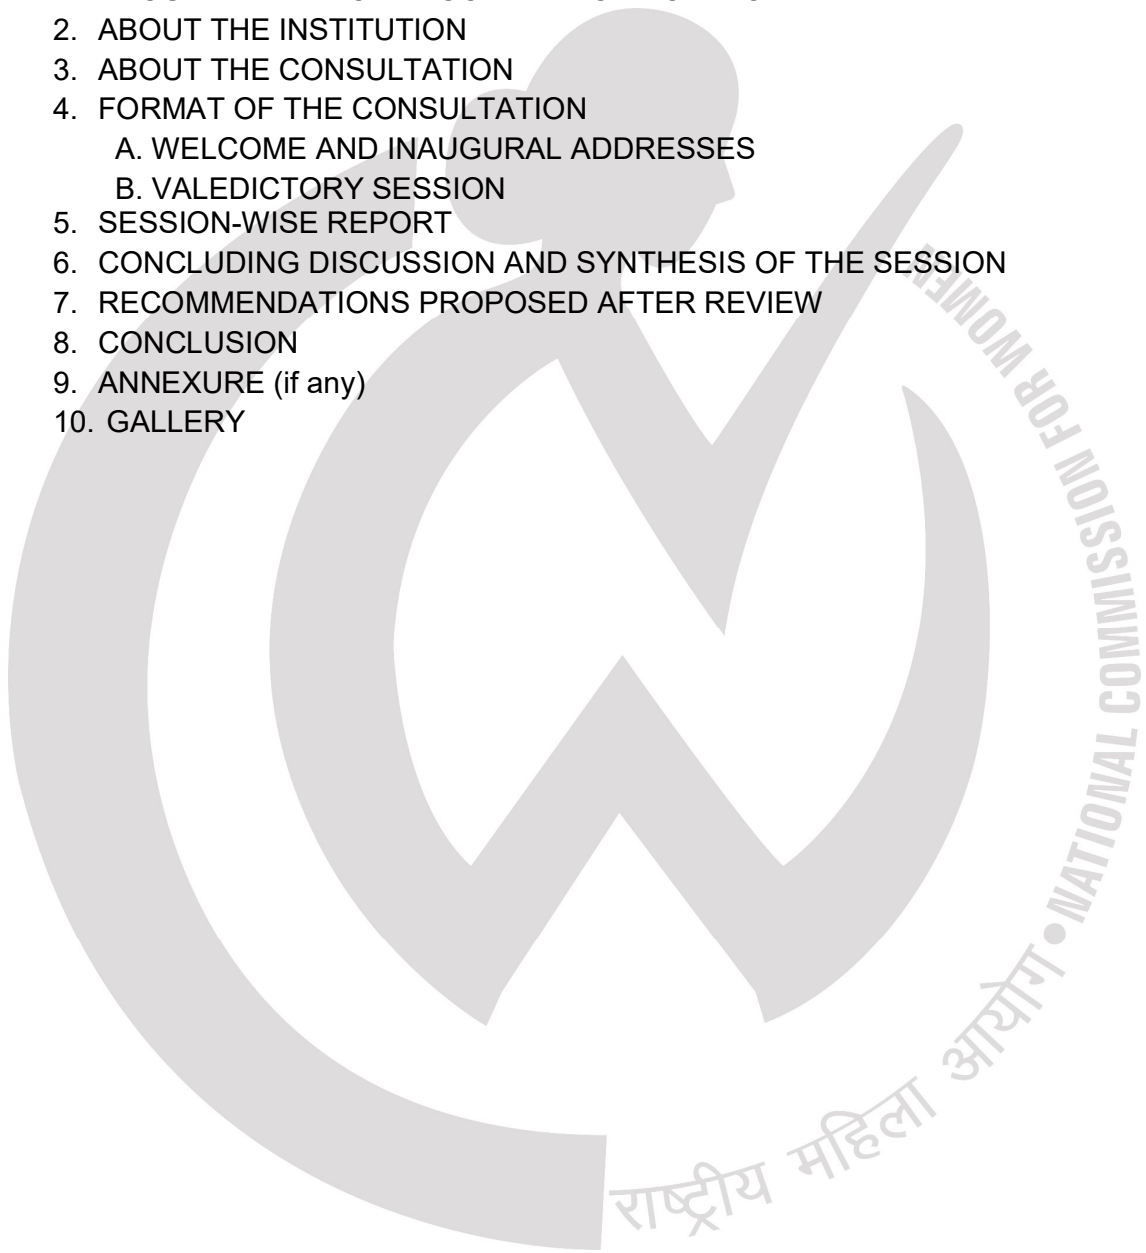 2. ABOUT THE INSTITUTION
3. ABOUT THE CONSULTATION
4. FORMAT OF THE CONSULTATION
A. WELCOME AND INAUGURAL ADDRESSES
B. VALEDICTORY SESSION
5. SESSION-WISE REPORT
6. CONCLUDING DISCUSSION AND SYNTHESIS OF THE SESSION
7. RECOMMENDATIONS PROPOSED AFTER REVIEW
8. CONCLUSION
9. ANNEXURE (if any)
10. GALLERY
राष्ट्रीय महिला आयोग • NATIONAL COMMISSION FOR WOMEN